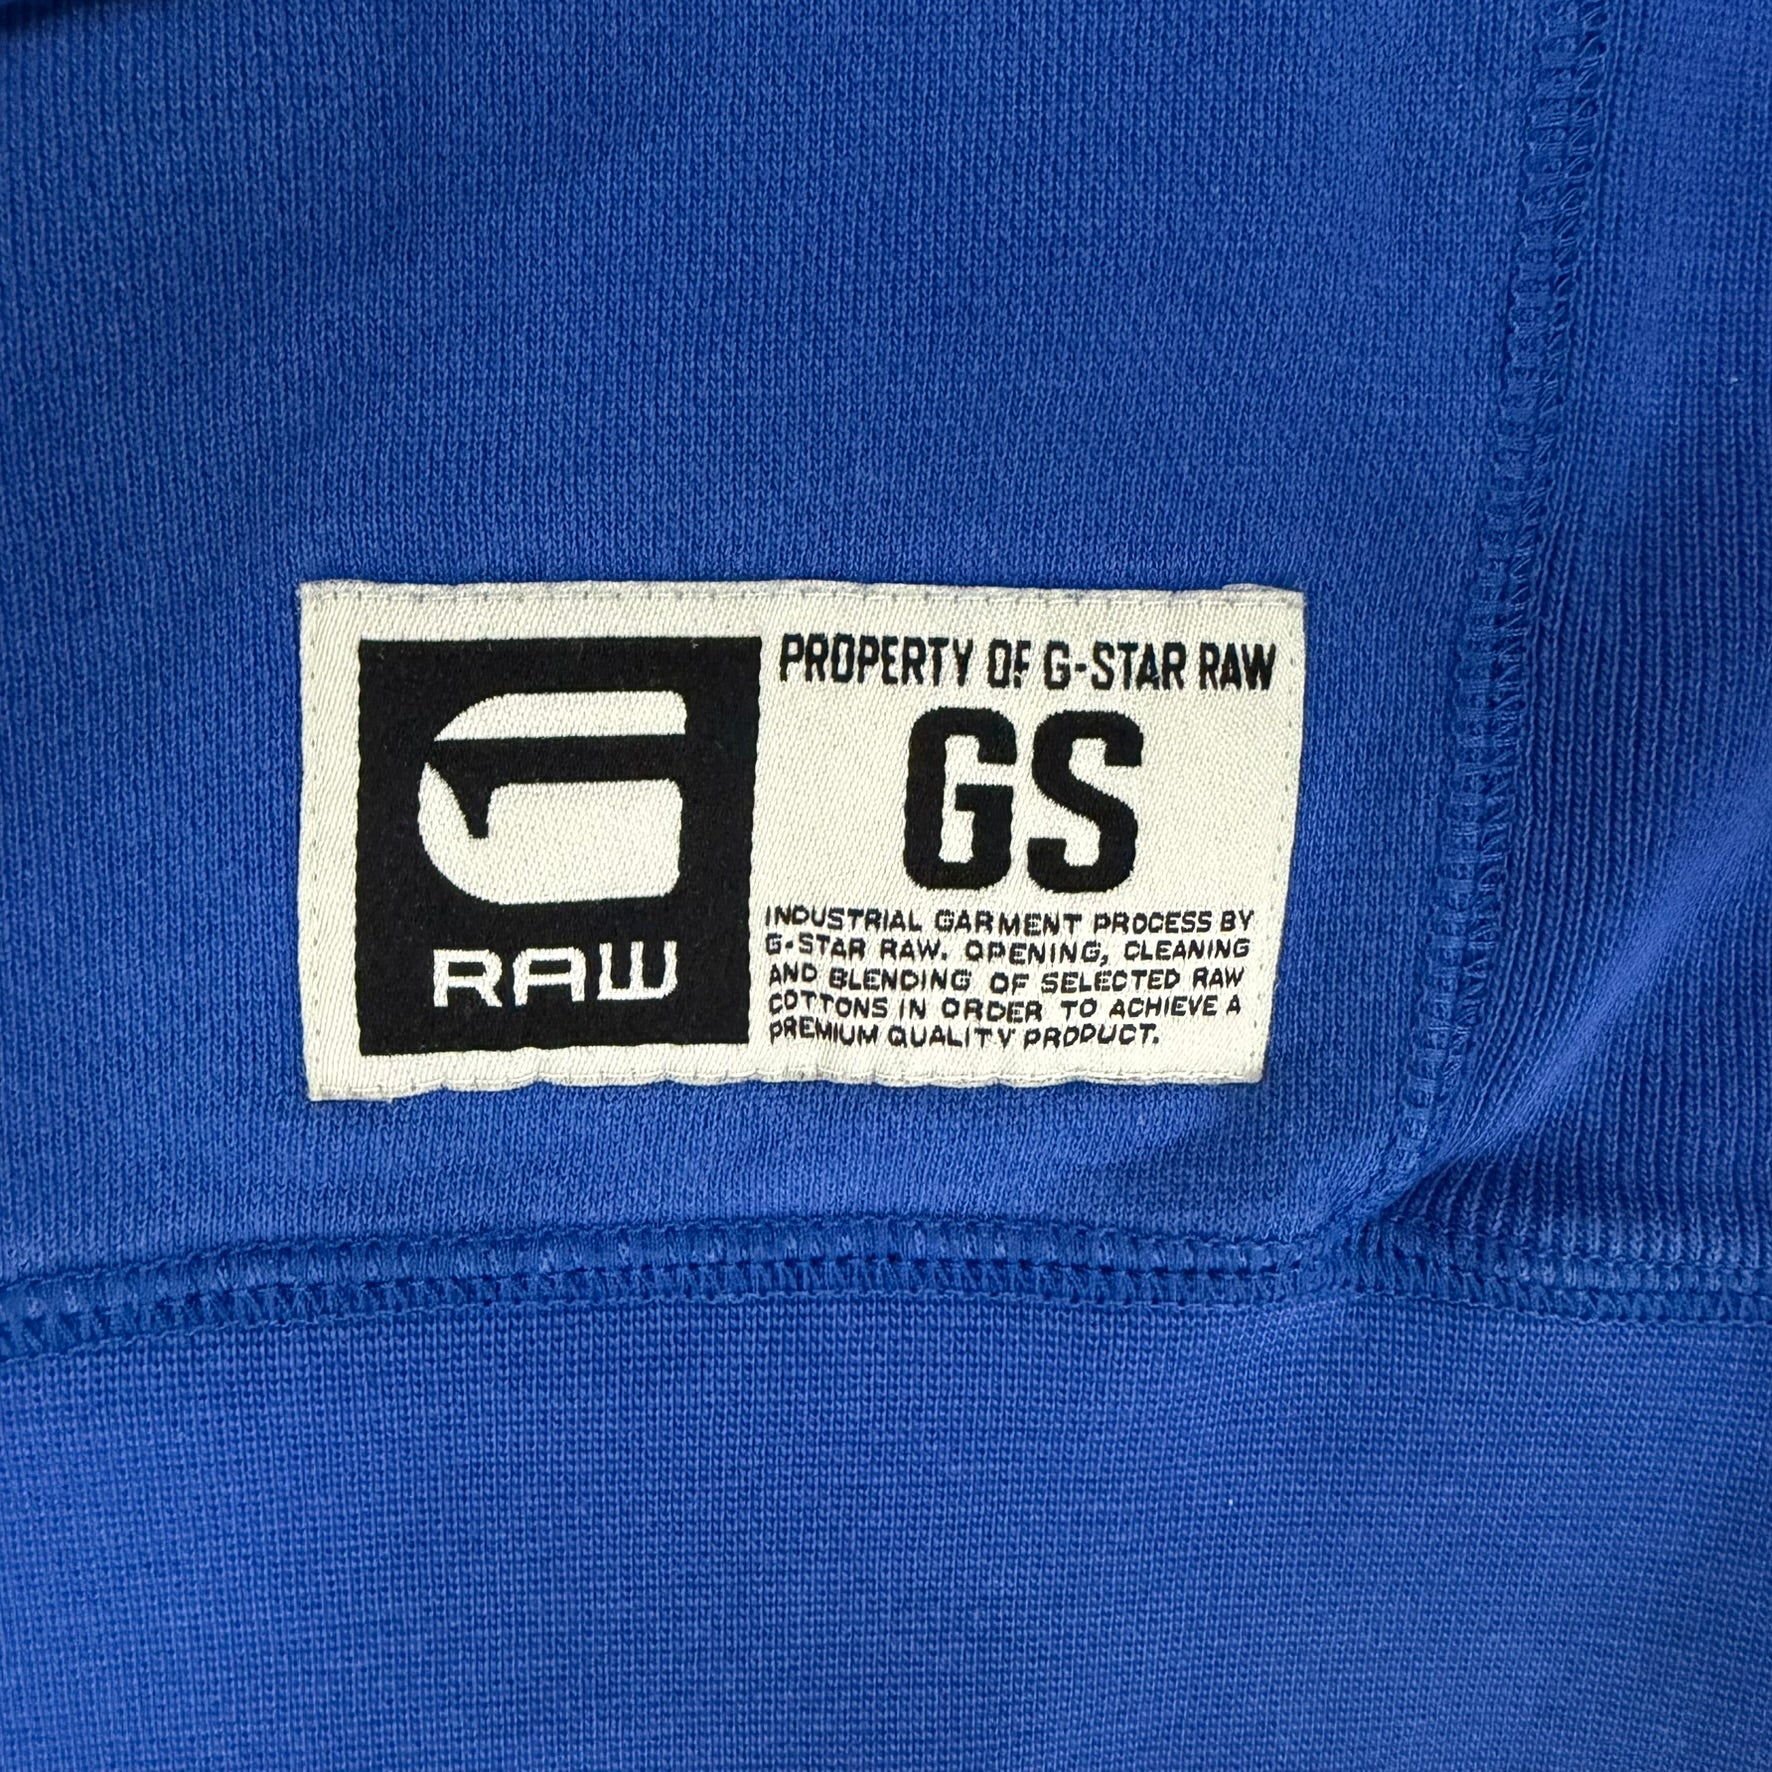 RAW
PROPERTY OF G-STAR RAW
GS
INDUSTRIAL GARMENT PROCESS BY
G-STAR RAW. OPENING, CLEANING
AND BLENDING OF SELECTED RAW
COTTONS IN ORDER TO ACHIEVE A
PREMIUM QUALITY PRODUCT.